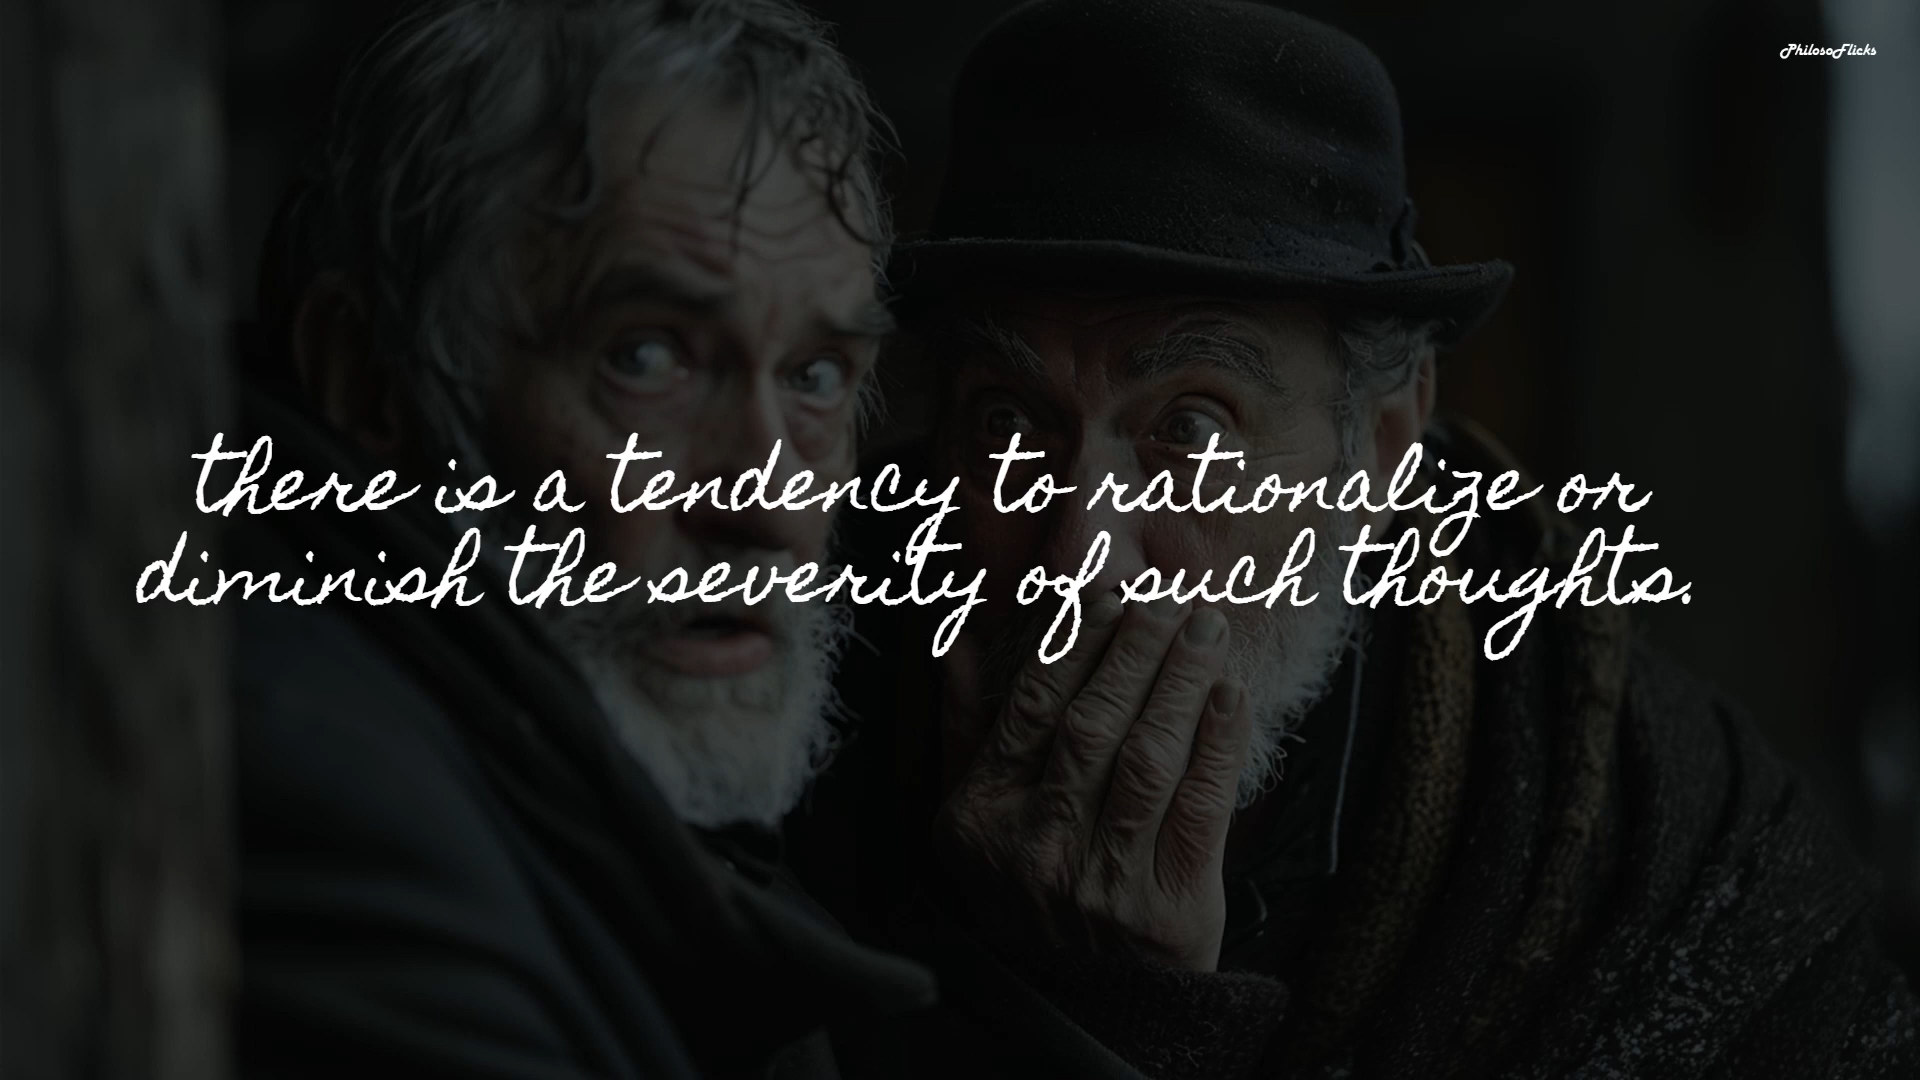 PhilosoFlicks
there is a tendency to rationalize or
diminish the severity of such thoughts.